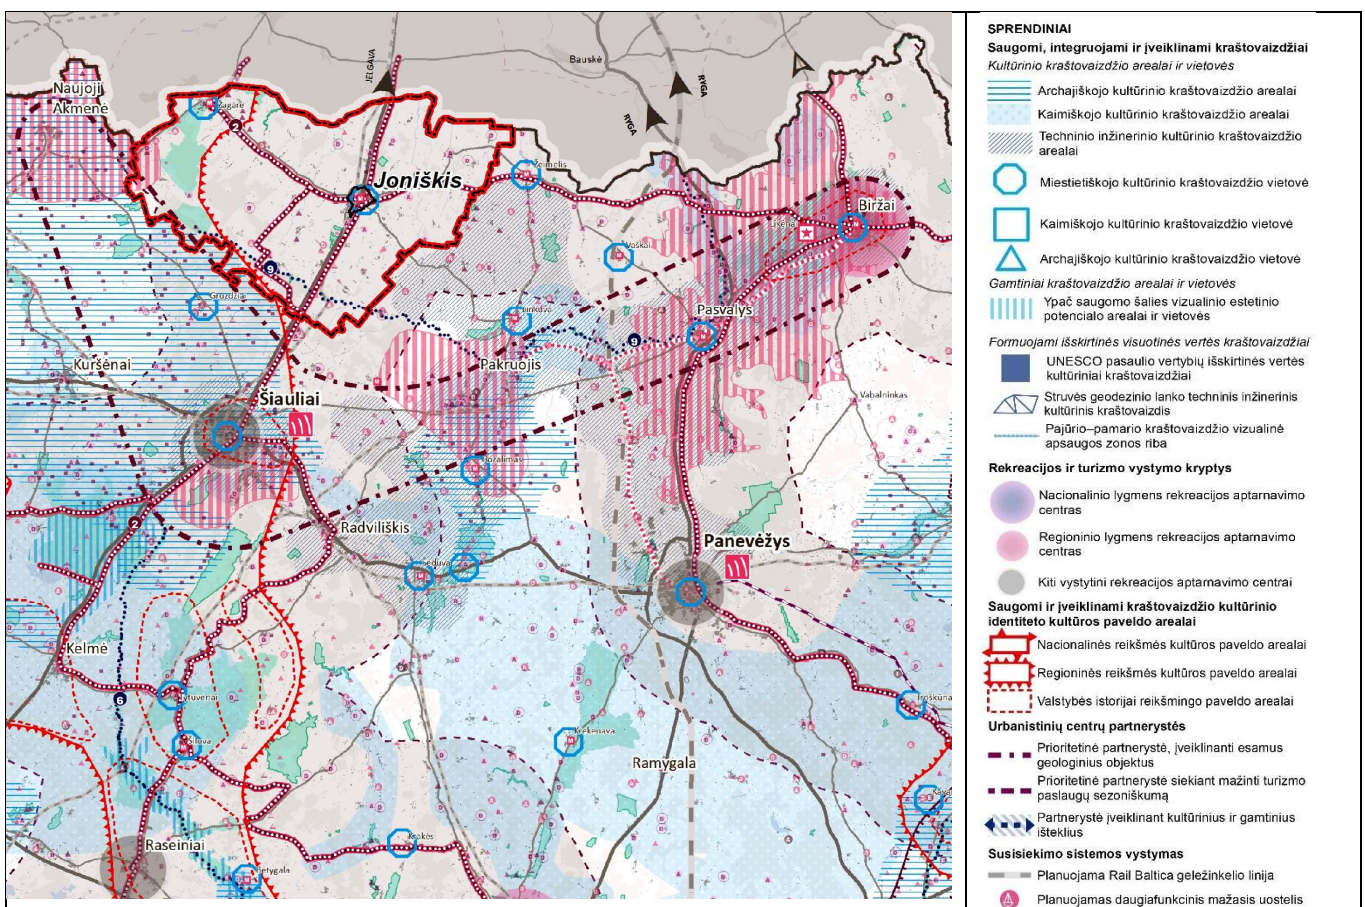 JELGAVA
Bauskė
RYGA
RYGA
Naujoji
Akmenė
Žagarė
2
Joniškis
Žeimelis
Biržai
Likėnai
Vaškai
9
Gruzdžiai
Linkuva
Pasvalys
9
Pakruojis
Kuršėnai
Šiauliai
Vabalninkas
Rozalimas
2
Radviliškis
Panevėžys
Šeduva
Kelmė
Tytuvėnai
6
Šiluva
Krekenava
Ramygala
Raseiniai
Krakės
Betygala
SPRENDINIAI
Saugomi, integruojami ir įveiklinami kraštovaizdžiai
Kultūrinio kraštovaizdžio arealai ir vietovės
Archajiškojo kultūrinio kraštovaizdžio arealai
Kaimiškojo kultūrinio kraštovaizdžio arealai
Techninio inžinerinio kultūrinio kraštovaizdžio
arealai
Miestietiškojo kultūrinio kraštovaizdžio vietovė
Kaimiškojo kultūrinio kraštovaizdžio vietovė
Archajiškojo kultūrinio kraštovaizdžio vietovė
Gamtiniai kraštovaizdžio arealai ir vietovės
Ypač saugomo šalies vizualinio estetinio
potencialo arealai ir vietovės
Formuojami išskirtinės visuotinės vertės kraštovaizdžiai
UNESCO pasaulio vertybių išskirtinės vertės
kultūriniai kraštovaizdžiai
Struvės geodezinio lanko techninis inžinerinis
kultūrinis kraštovaizdis
Pajūrio–pamario kraštovaizdžio vizualinė
apsaugos zonos riba
Rekreacijos ir turizmo vystymo kryptys
Nacionalinio lygmens rekreacijos aptarnavimo
centras
Regioninio lygmens rekreacijos aptarnavimo
centras
Kiti vystytini rekreacijos aptarnavimo centrai
Saugomi ir įveiklinami kraštovaizdžio kultūrinio
identiteto kultūros paveldo arealai
Nacionalinės reikšmės kultūros paveldo arealai
Regioninės reikšmės kultūros paveldo arealai
Valstybės istorijai reikšmingo paveldo arealai
Urbanistinių centrų partnerystės
Prioritetinė partnerystė, įveiklinanti esamus
geologinius objektus
Prioritetinė partnerystė siekiant mažinti turizmo
paslaugų sezoniškumą
Partnerystė įveiklinant kultūrinius ir gamtinius
išteklius
Susisiekimo sistemos vystymas
Planuojama Rail Baltica geležinkelio linija
Planuojamas daugiafunkcinis mažasis uostelis